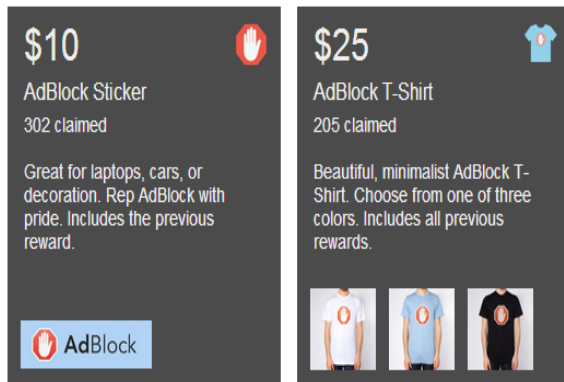 $10
AdBlock Sticker
302 claimed
Great for laptops, cars, or
decoration. Rep AdBlock with
pride. Includes the previous
reward.
AdBlock
$25
AdBlock T-Shirt
205 claimed
Beautiful, minimalist AdBlock T-
Shirt. Choose from one of three
colors. Includes all previous
rewards.